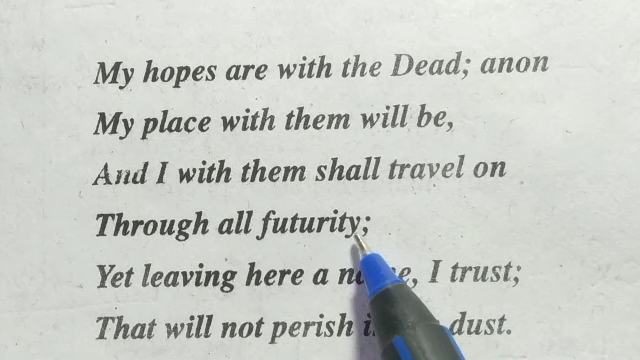 My hopes are with the Dead; anon
My place with them will be,
And I with them shall travel on
Through all futurity;
Yet leaving here a I trust;
That will not perish dust.